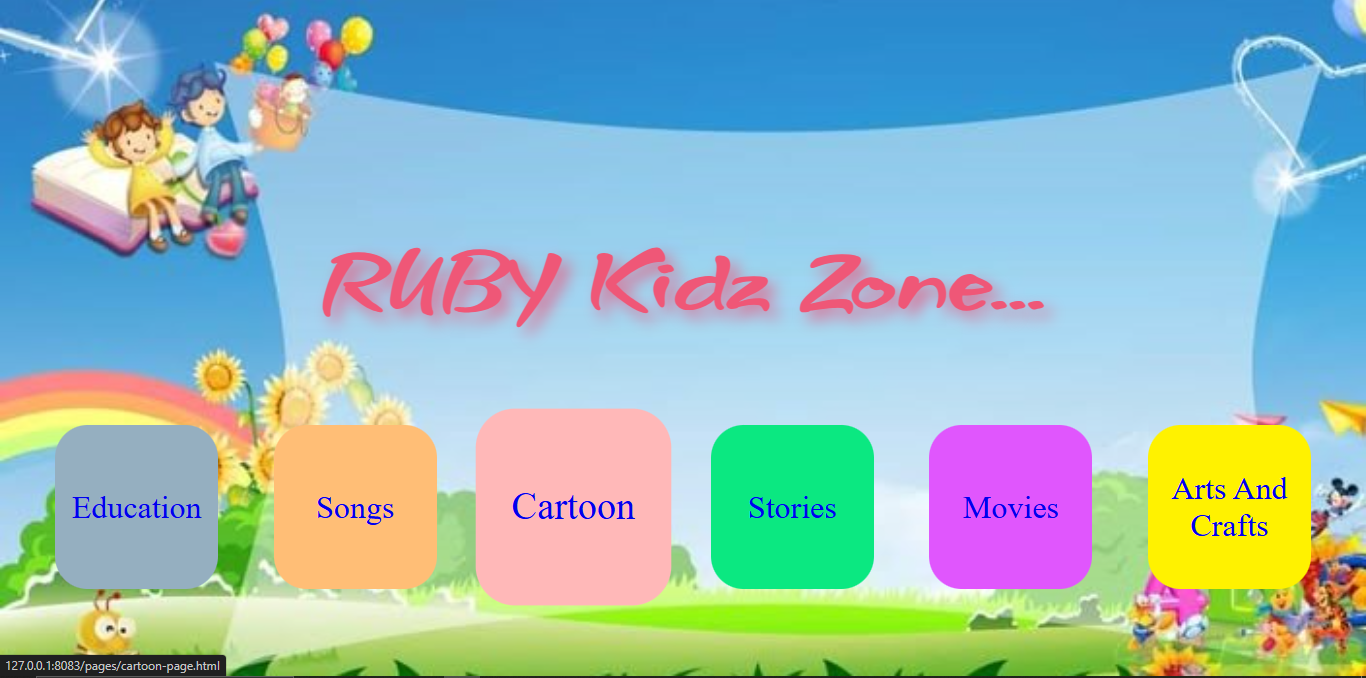 RUBY Kidz Zone...
Education
Songs
Cartoon
Stories
Movies
Arts And
Crafts
127.0.0.1:8083/pages/cartoon-page.html